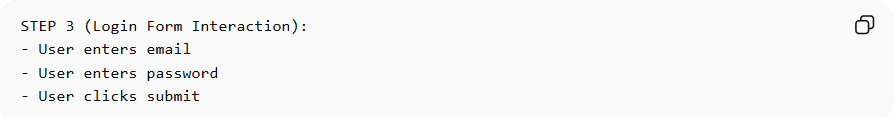 STEP 3 (Login Form Interaction):
- User enters email
- User enters password
- User clicks submit